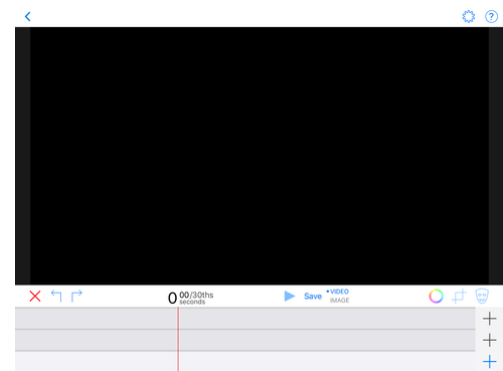 ?
0 00/30ths
seconds
Save •VIDEO
IMAGE